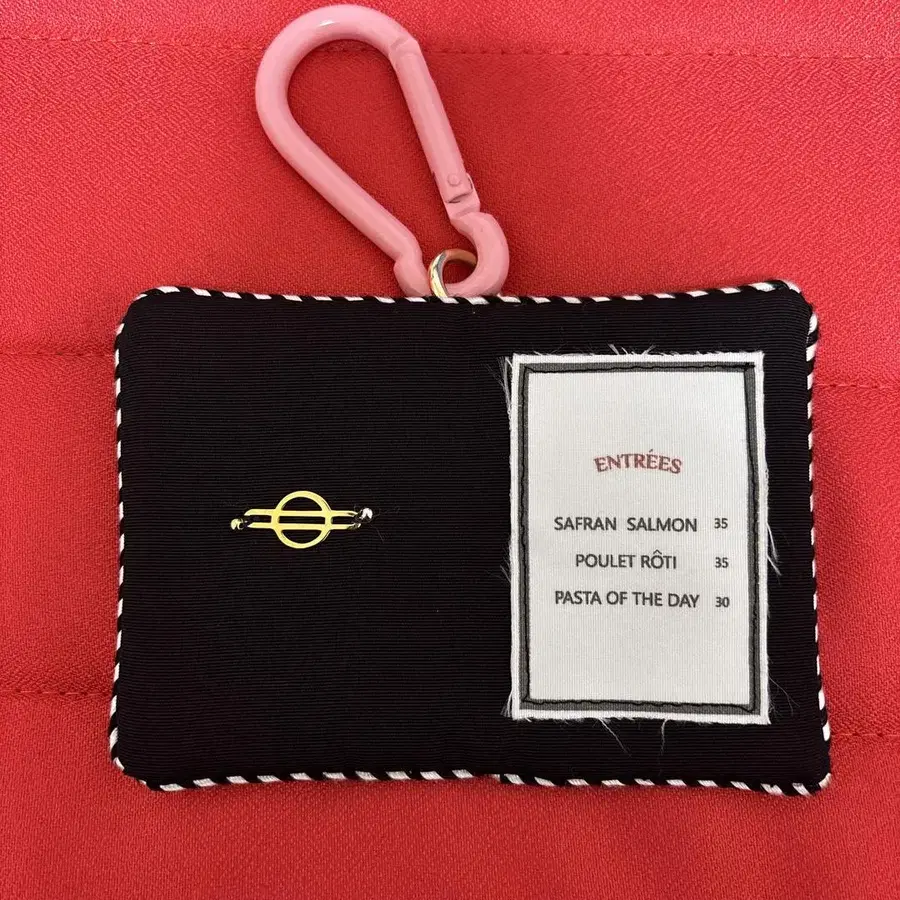 ENTRÉES
SAFRAN SALMON 35
POULET RÔTI 35
PASTA OF THE DAY 30